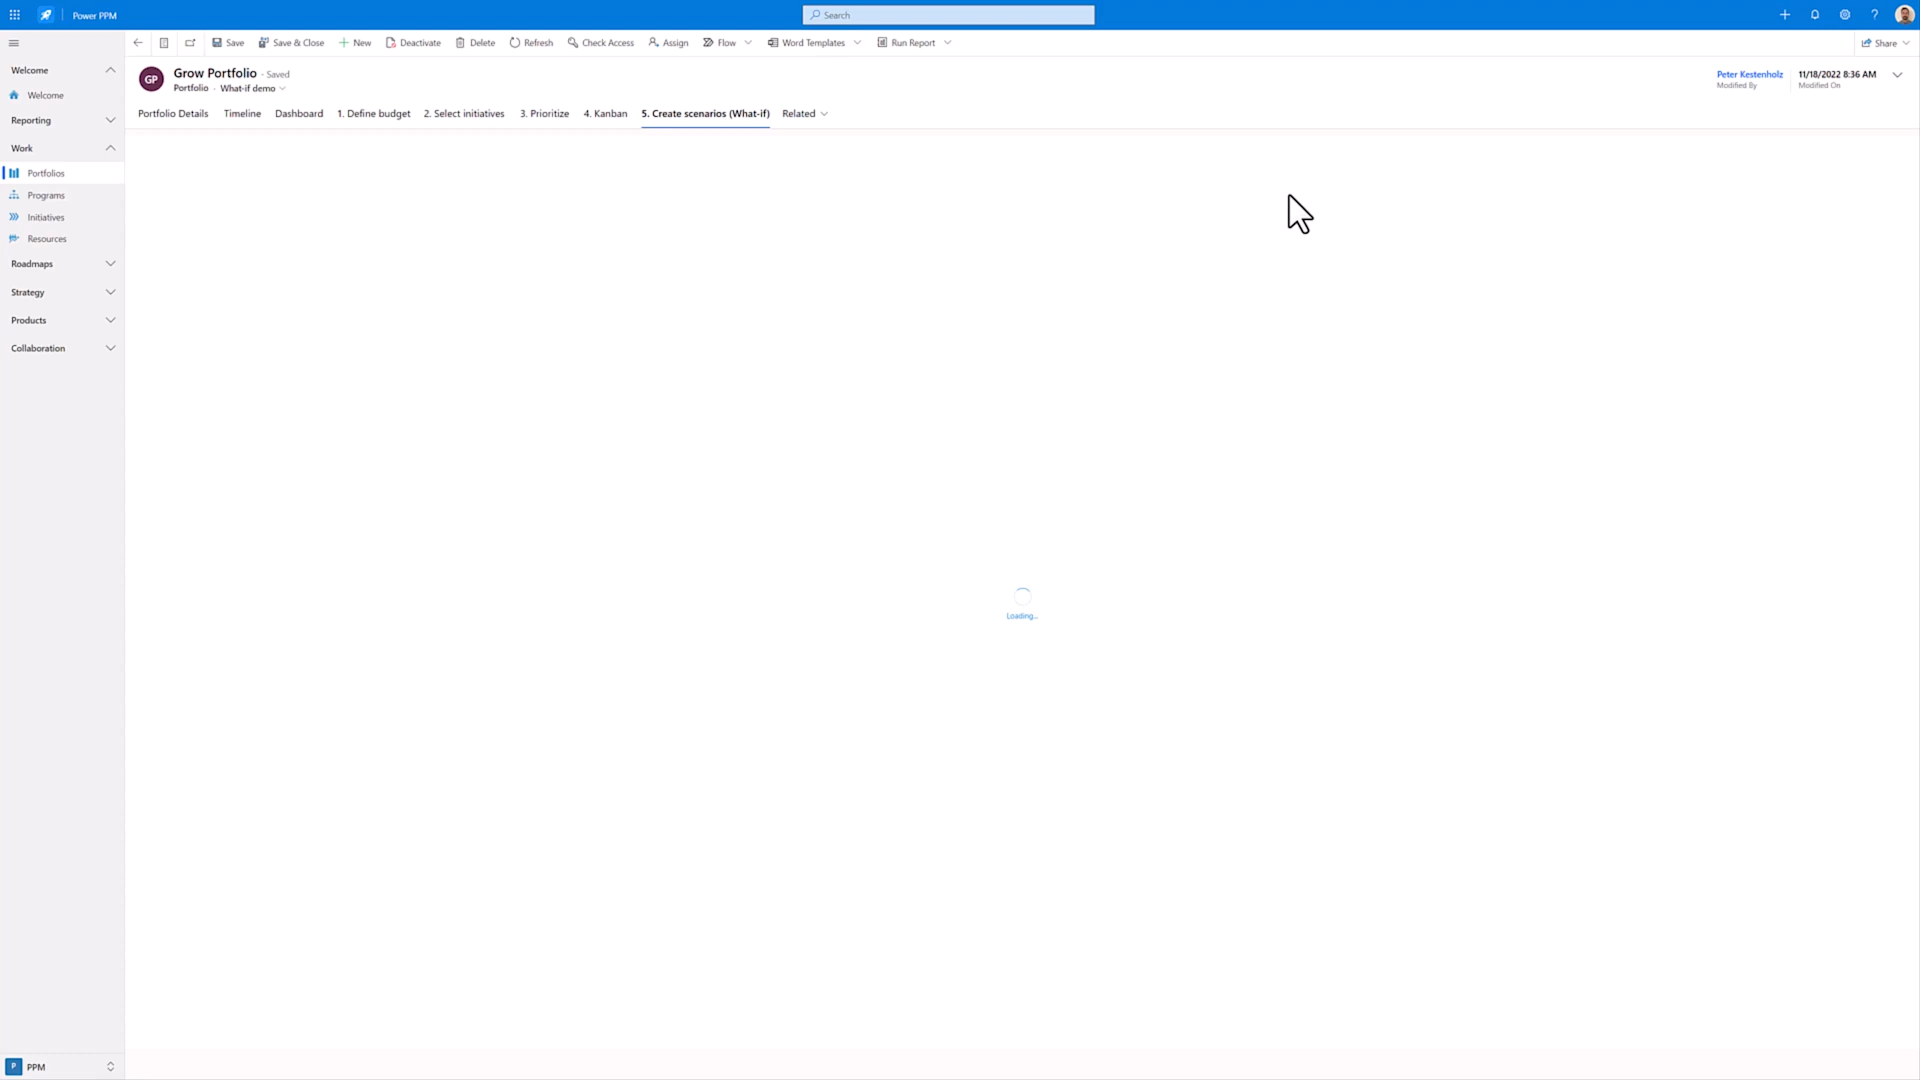 Power PPM
Search
Save
Save & Close
New
Deactivate
Delete
Refresh
Check Access
Assign
Flow
Word Templates
Run Report
Share
GP
Grow Portfolio - Saved
Portfolio · What-if demo
Peter Kestenholz
Modified By
11/18/2022 8:36 AM
Modified On
Portfolio Details
Timeline
Dashboard
1. Define budget
2. Select initiatives
3. Prioritize
4. Kanban
5. Create scenarios (What-if)
Related
Welcome
Welcome
Reporting
Work
Portfolios
Programs
Initiatives
Resources
Roadmaps
Strategy
Products
Collaboration
Loading...
P
PPM